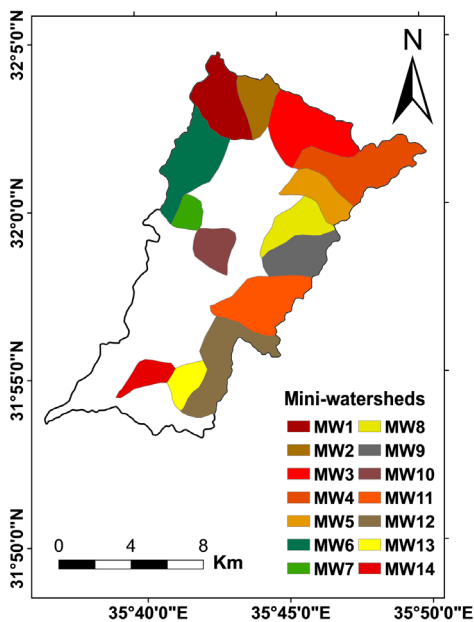 N
32°5'0"N
32°0'0"N
31°55'0"N
31°50'0"N
Mini-watersheds
MW1 MW8
MW2 MW9
MW3 MW10
MW4 MW11
MW5 MW12
MW6 MW13
MW7 MW14
0 4 8
Km
35°40'0"E 35°45'0"E 35°50'0"E